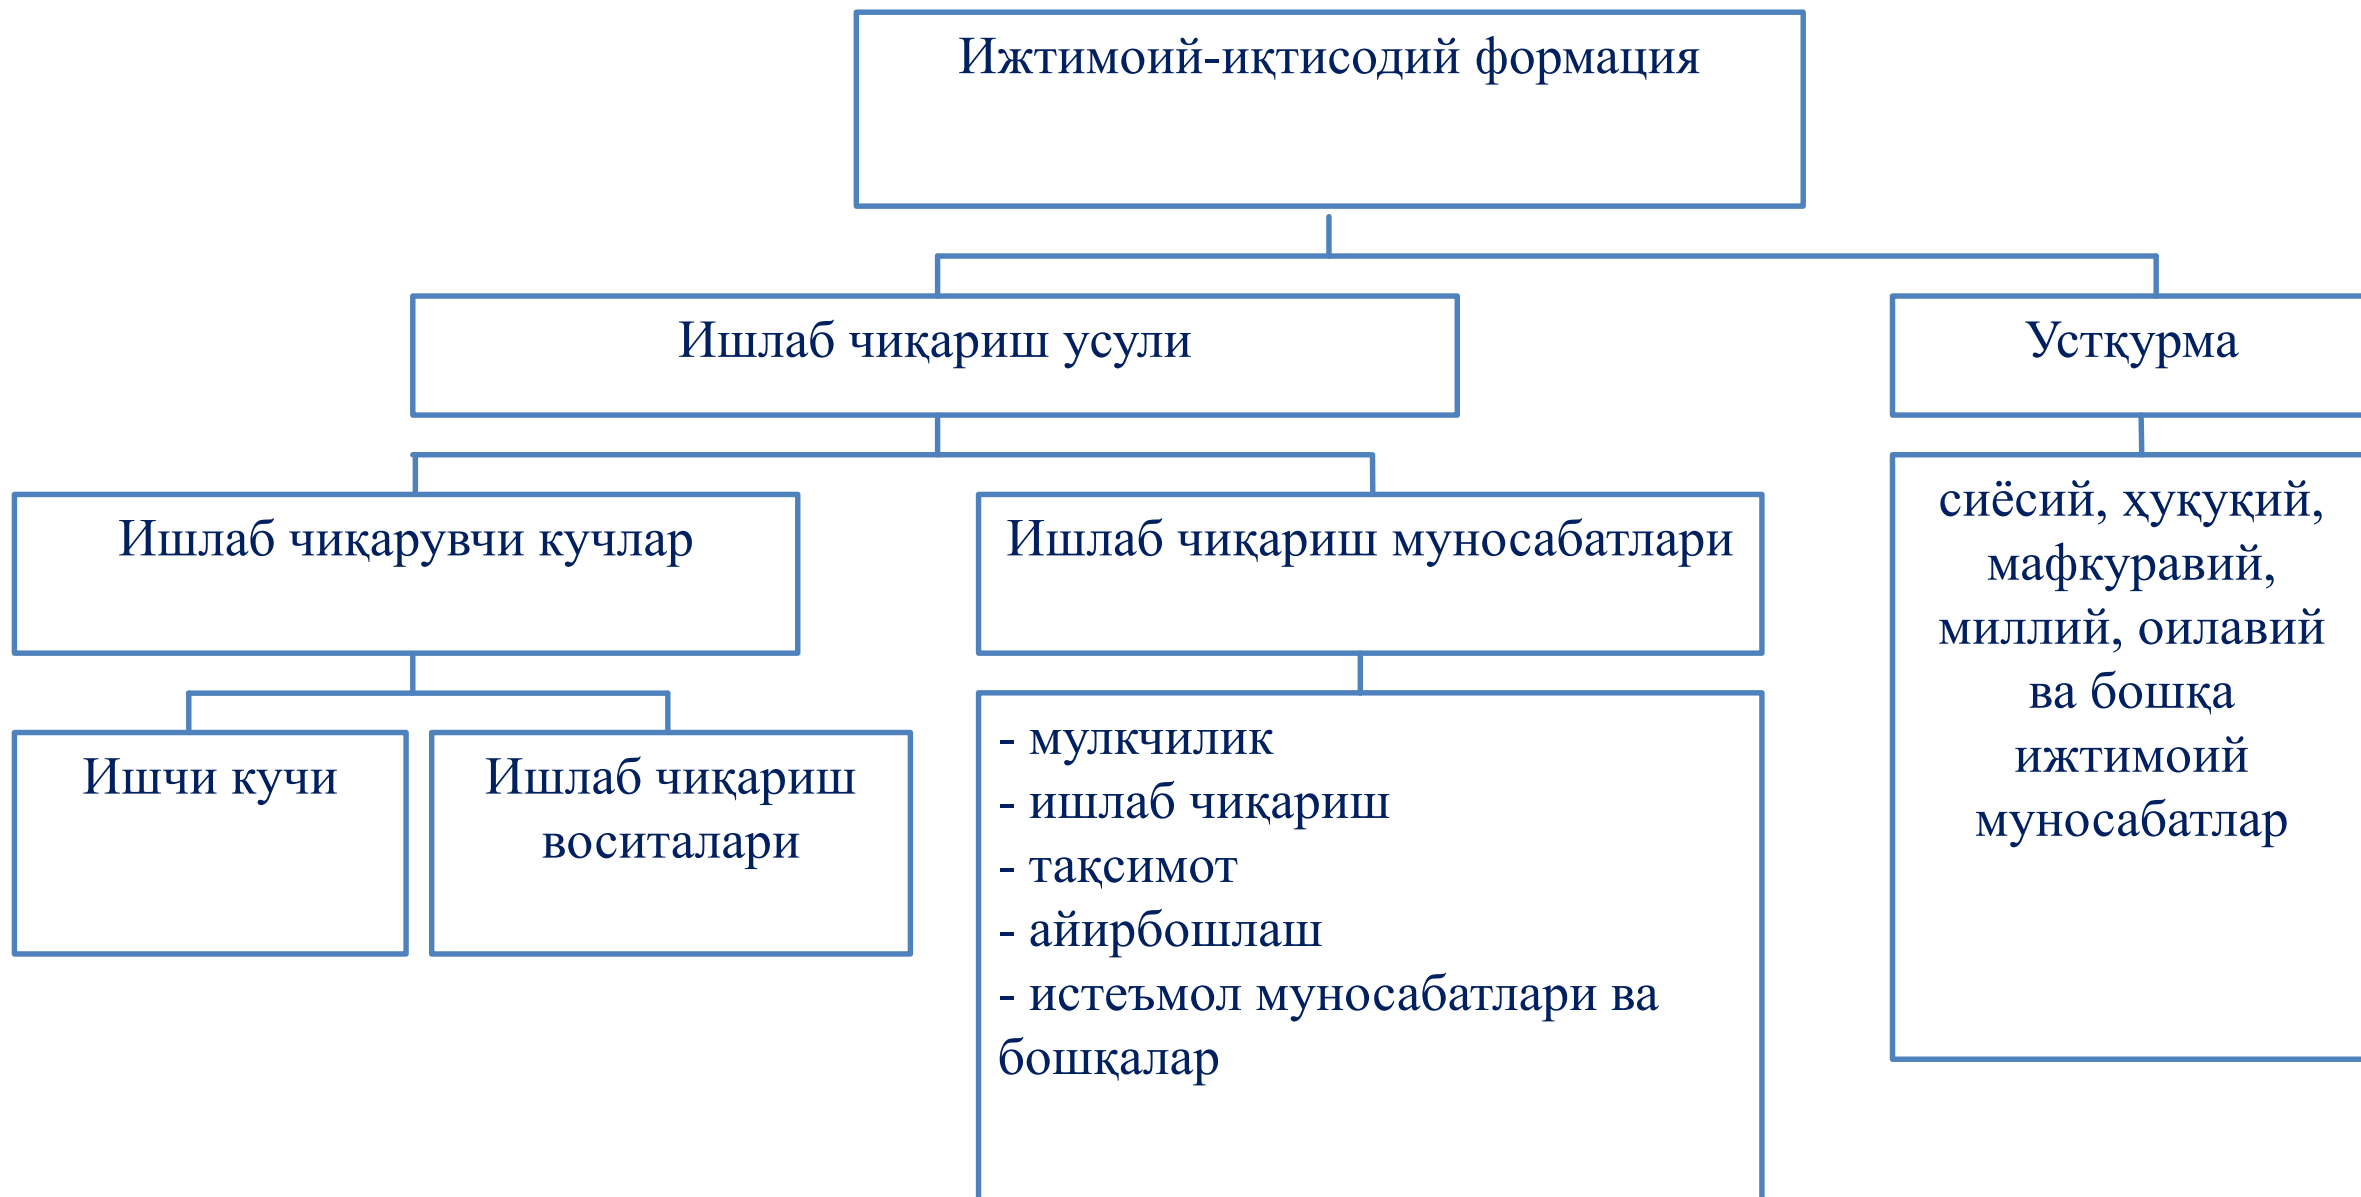 Ижтимоий-иқтисодий формация
Ишлаб чиқариш усули
Устқурма
Ишлаб чиқарувчи кучлар
Ишлаб чиқариш муносабатлари
Ишчи кучи
Ишлаб чиқариш
воситалари
- мулкчилик
- ишлаб чиқариш
- тақсимот
- айирбошлаш
- истеъмол муносабатлари ва
бошқалар
сиёсий, ҳуқуқий,
мафкуравий,
миллий, оилавий
ва бошқа
ижтимоий
муносабатлар